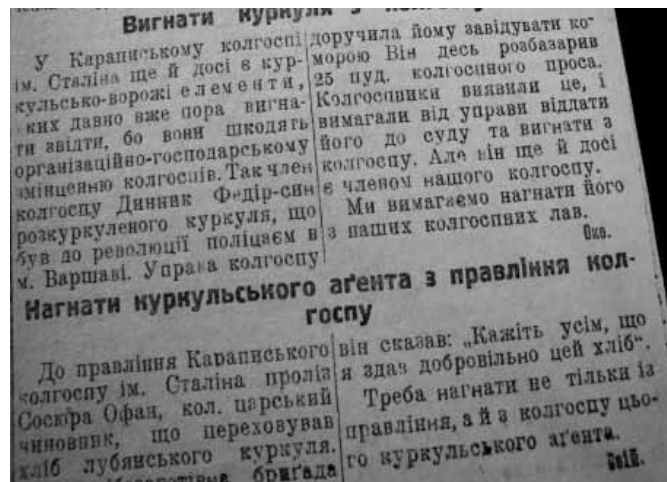 Вигнати куркуля з
У Карапиському колгоспі
ім. Сталіна ще й досі є кур-
кульсько-ворожі елементи,
яких давно вже пора вигна-
ти звідти, бо вони шкодять
організаційно-господарському
зміцненню колгоспів. Так член
колгоспу Динник Федір-син
розкуркуленого куркуля, що
був до революції поліцаєм в
м. Варшаві. Управа колгоспу
доручила йому завідувати ко-
морою Він десь розбазарив
25 пуд. колгоспного проса.
Колгоспники виявили це, і
вимагали від управи віддати
його до суду та вигнати з
колгоспу. Але він ще й досі
є членом нашого колгоспу.
Ми вимагаємо нагнати його
з наших колгоспних лав.
Око.
Нагнати куркульського аґента з правління кол-
госпу
До правління Караписького
колгоспу ім. Сталіна проліз
Сосюра Офан, кол. царський
чиновник, що переховував
хліб лубянського куркуля.
бриґада
він сказав: „Кажіть усім, що
я здав добровільно цей хліб“.
Треба нагнати не тільки із
правління, а й з колгоспу цьо-
го куркульського аґента.
Свій.